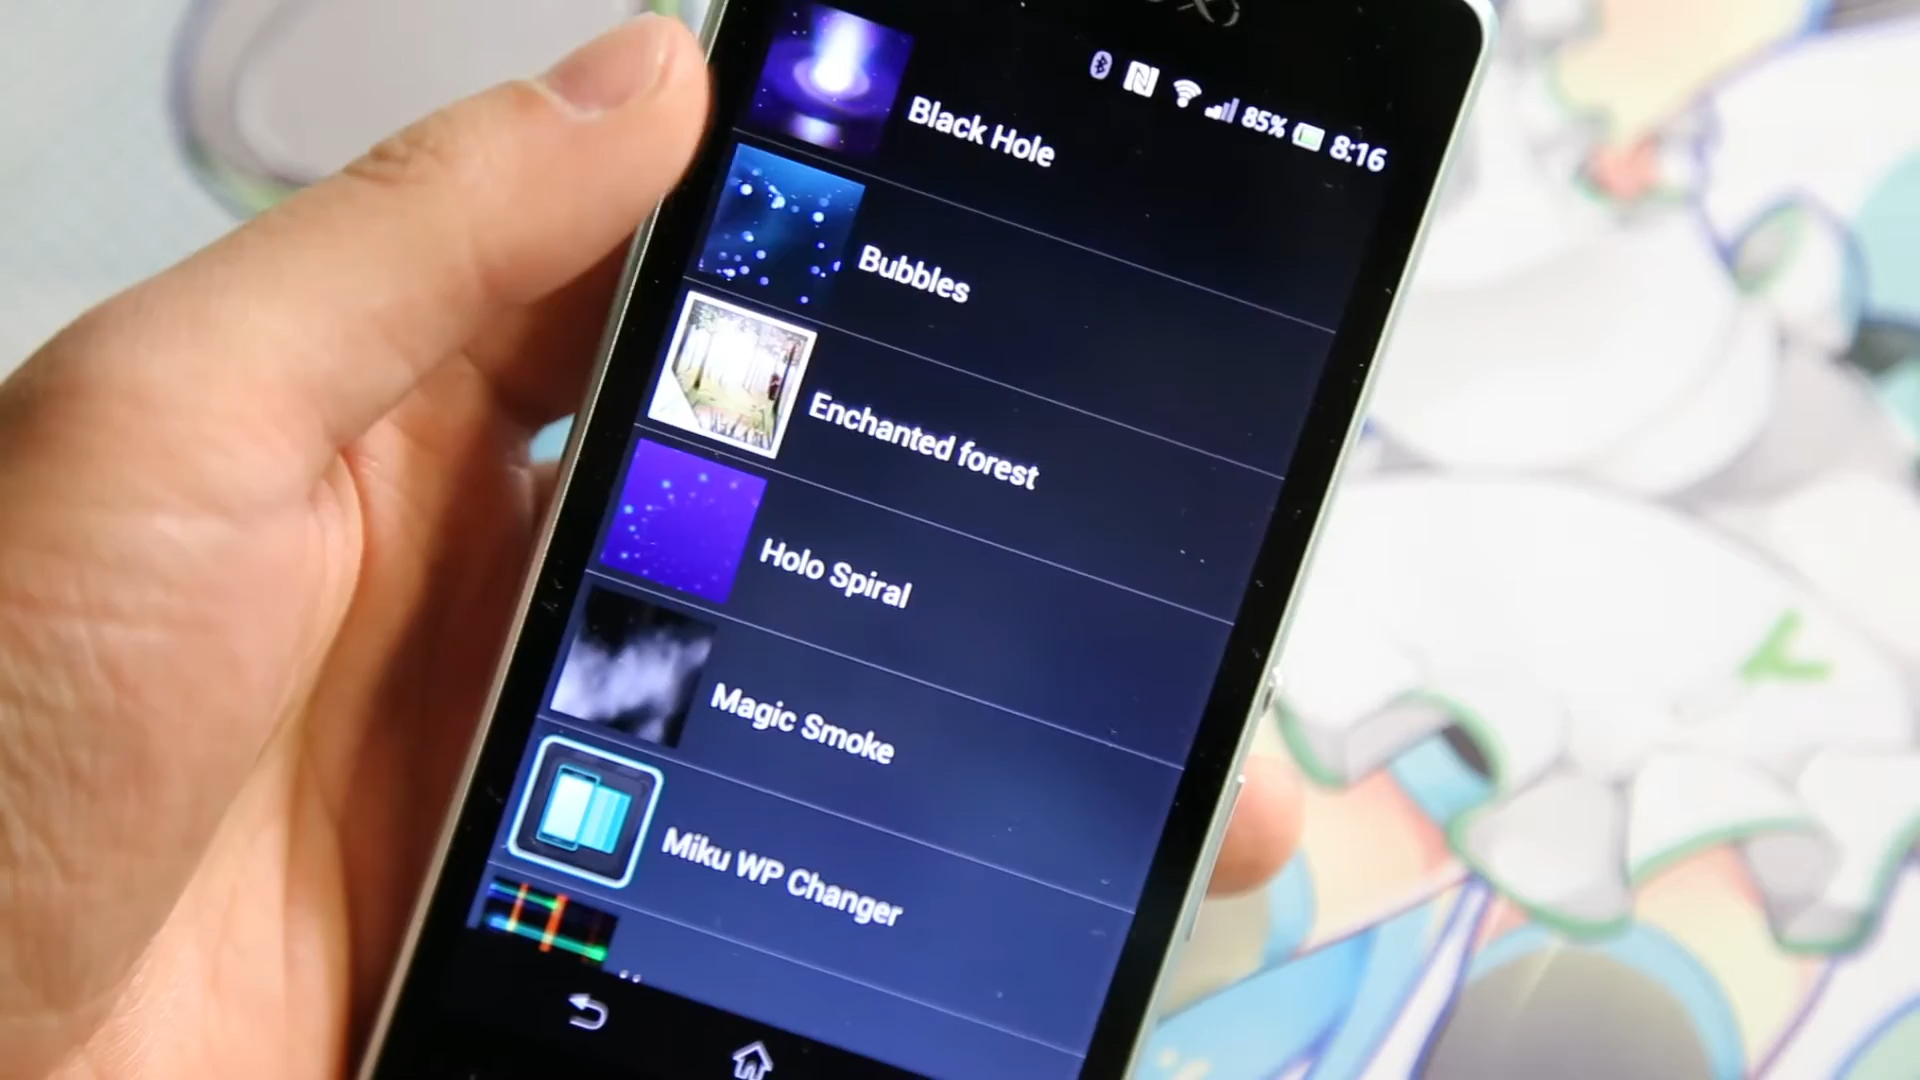 85% 8:16
Black Hole
Bubbles
Enchanted forest
Holo Spiral
Magic Smoke
Miku WP Changer